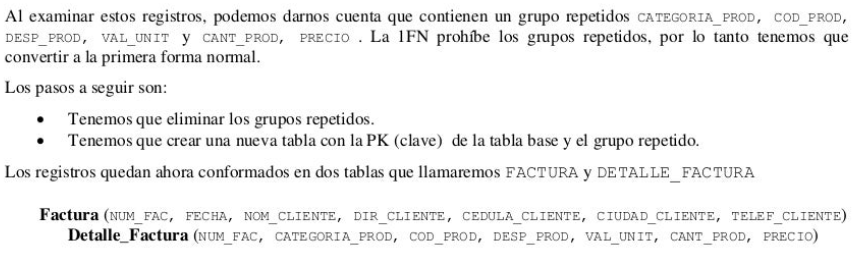 Al examinar estos registros, podemos darnos cuenta que contienen un grupo repetidos CATEGORIA_PROD, COD_PROD,
DESP_PROD, VAL_UNIT y CANT_PROD, PRECIO . La 1FN prohíbe los grupos repetidos, por lo tanto tenemos que
convertir a la primera forma normal.
Los pasos a seguir son:
• Tenemos que eliminar los grupos repetidos.
• Tenemos que crear una nueva tabla con la PK (clave) de la tabla base y el grupo repetido.
Los registros quedan ahora conformados en dos tablas que llamaremos FACTURA y DETALLE_FACTURA
Factura (NUM_FAC, FECHA, NOM_CLIENTE, DIR_CLIENTE, CEDULA_CLIENTE, CIUDAD_CLIENTE, TELEF_CLIENTE)
Detalle_Factura (NUM_FAC, CATEGORIA_PROD, COD_PROD, DESP_PROD, VAL_UNIT, CANT_PROD, PRECIO)